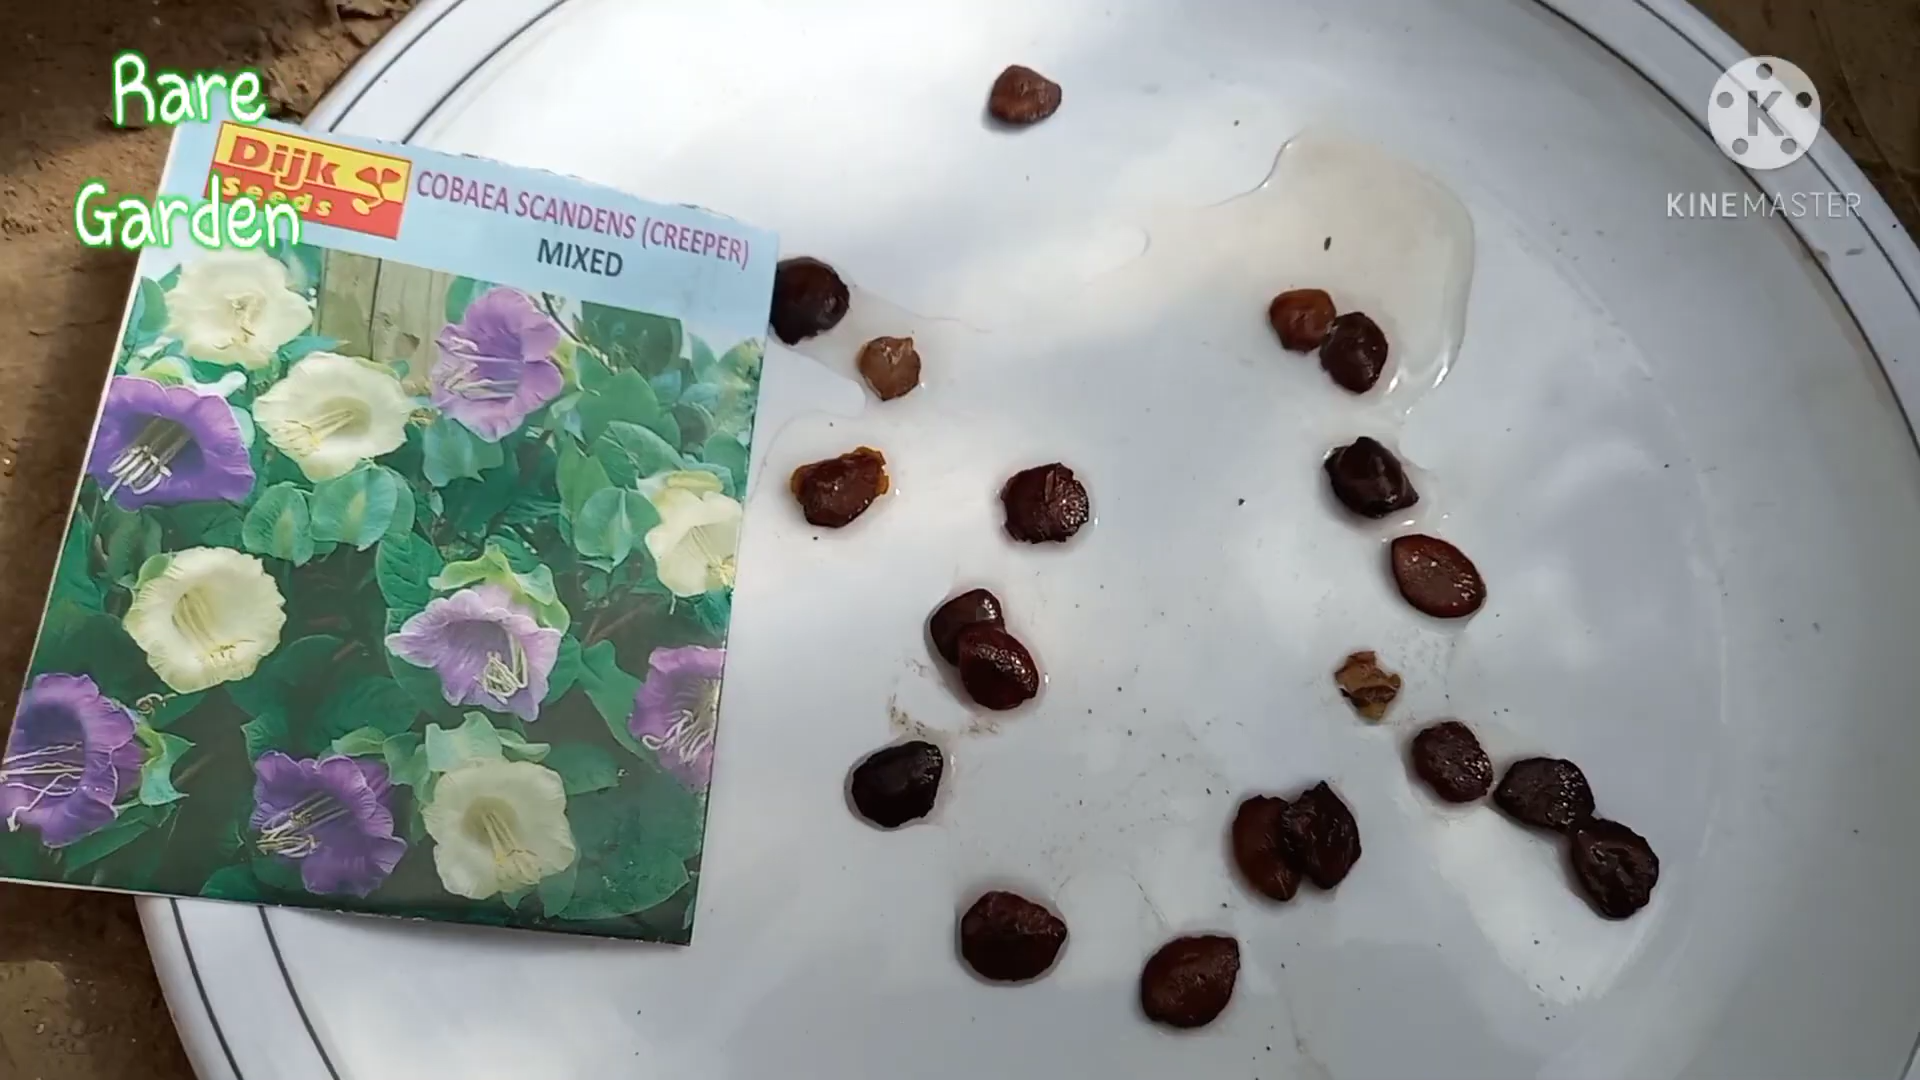 Rare
Garden
Dijk
Seeds
COBAEA SCANDENS (CREEPER)
MIXED
K
KINEMASTER